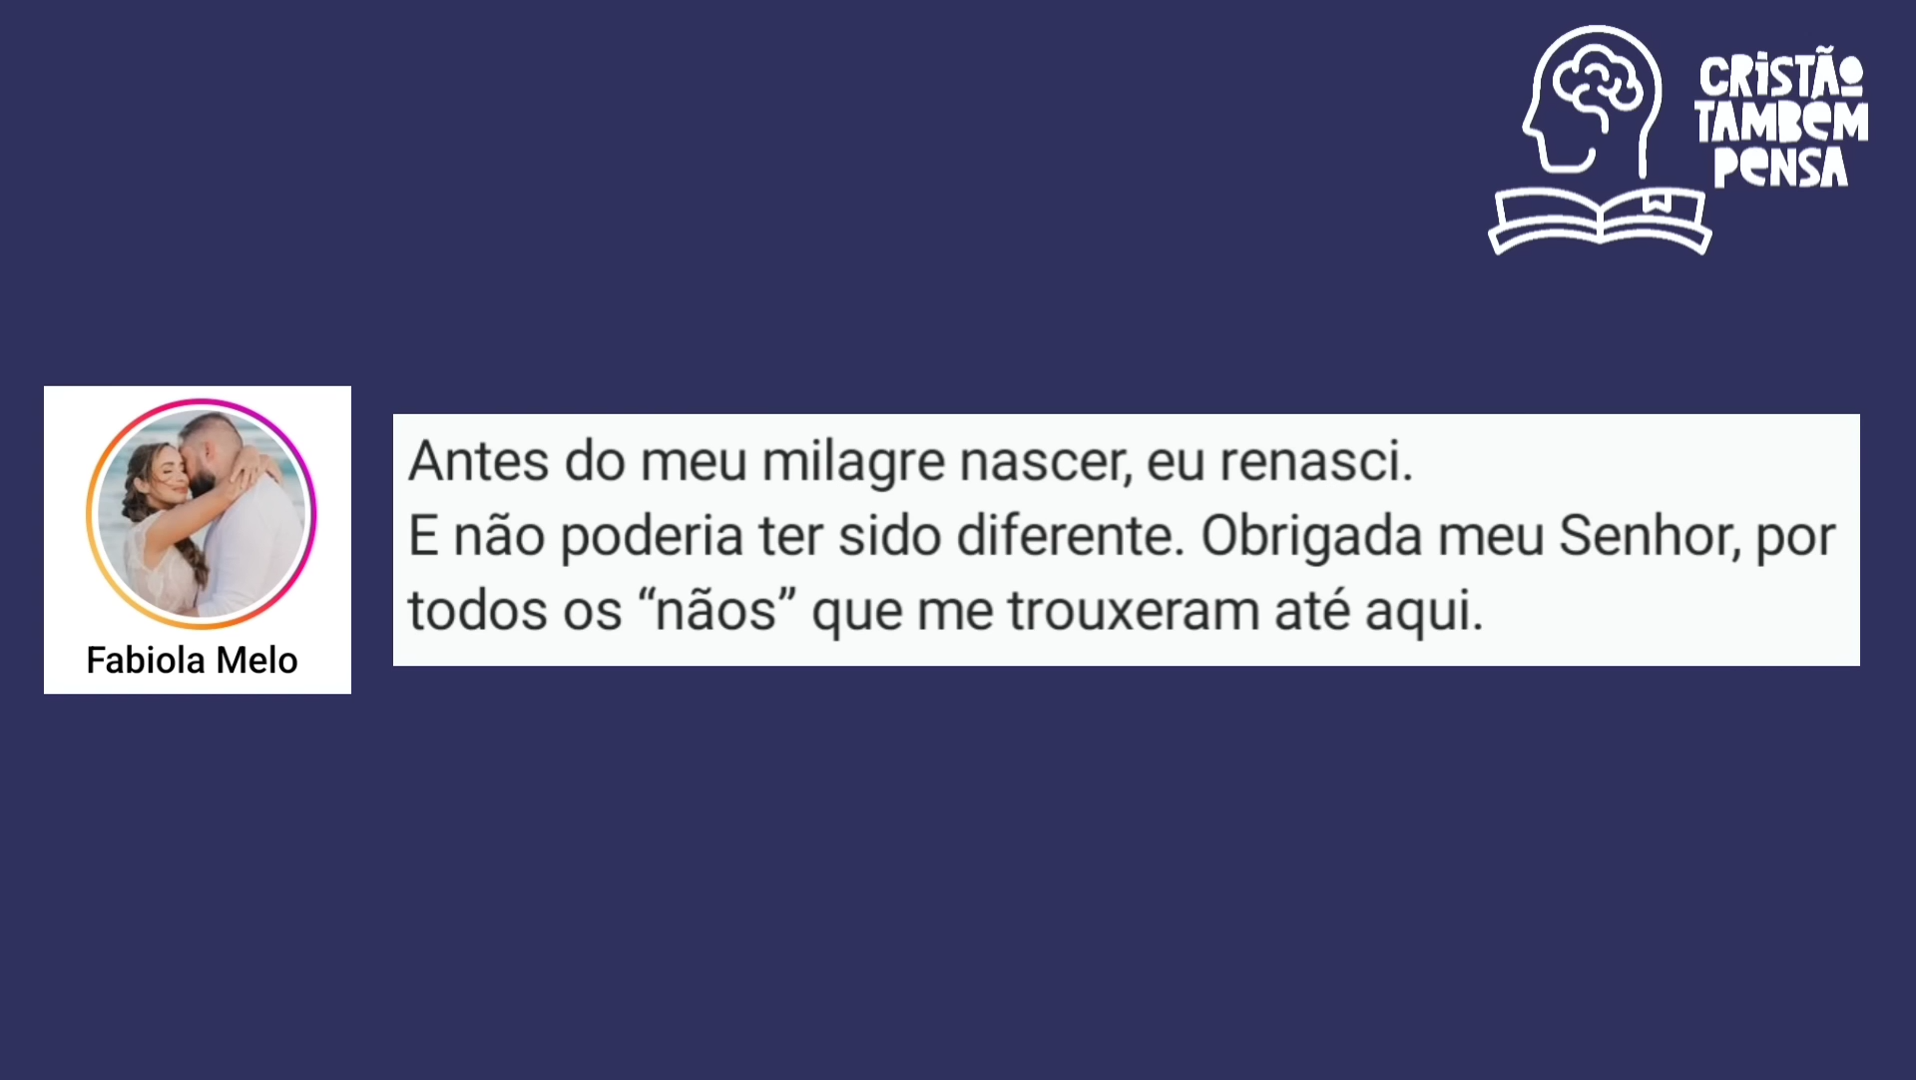 CRISTÃO
TAMBÉM
PENSA
Antes do meu milagre nascer, eu renasci.
E não poderia ter sido diferente. Obrigada meu Senhor, por
todos os “nãos” que me trouxeram até aqui.
Fabiola Melo